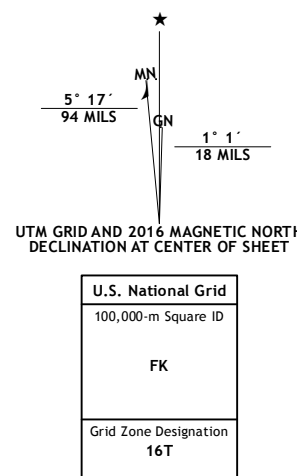 ★
MN
5° 17´
94 MILS
GN
1° 1´
18 MILS
UTM GRID AND 2016 MAGNETIC NORTH
DECLINATION AT CENTER OF SHEET
U.S. National Grid
100,000-m Square ID
FK
Grid Zone Designation
16T